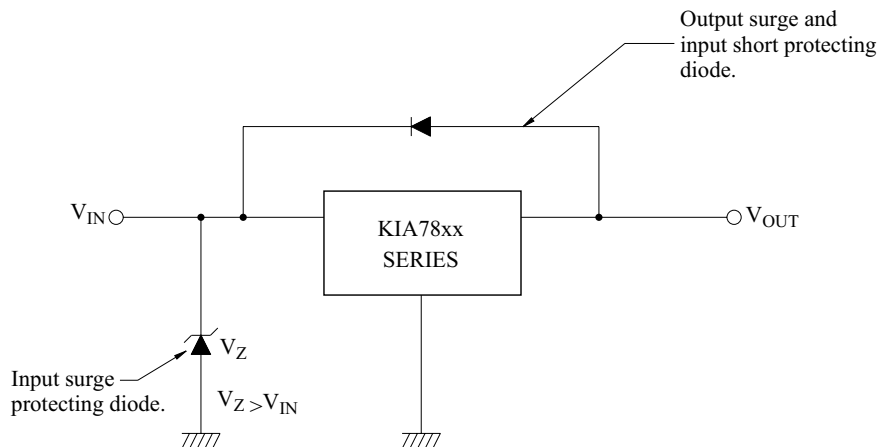 Output surge and
input short protecting
diode.
V_IN
KIA78xx
SERIES
V_OUT
V_Z
Input surge
protecting diode.
V_Z >V_IN